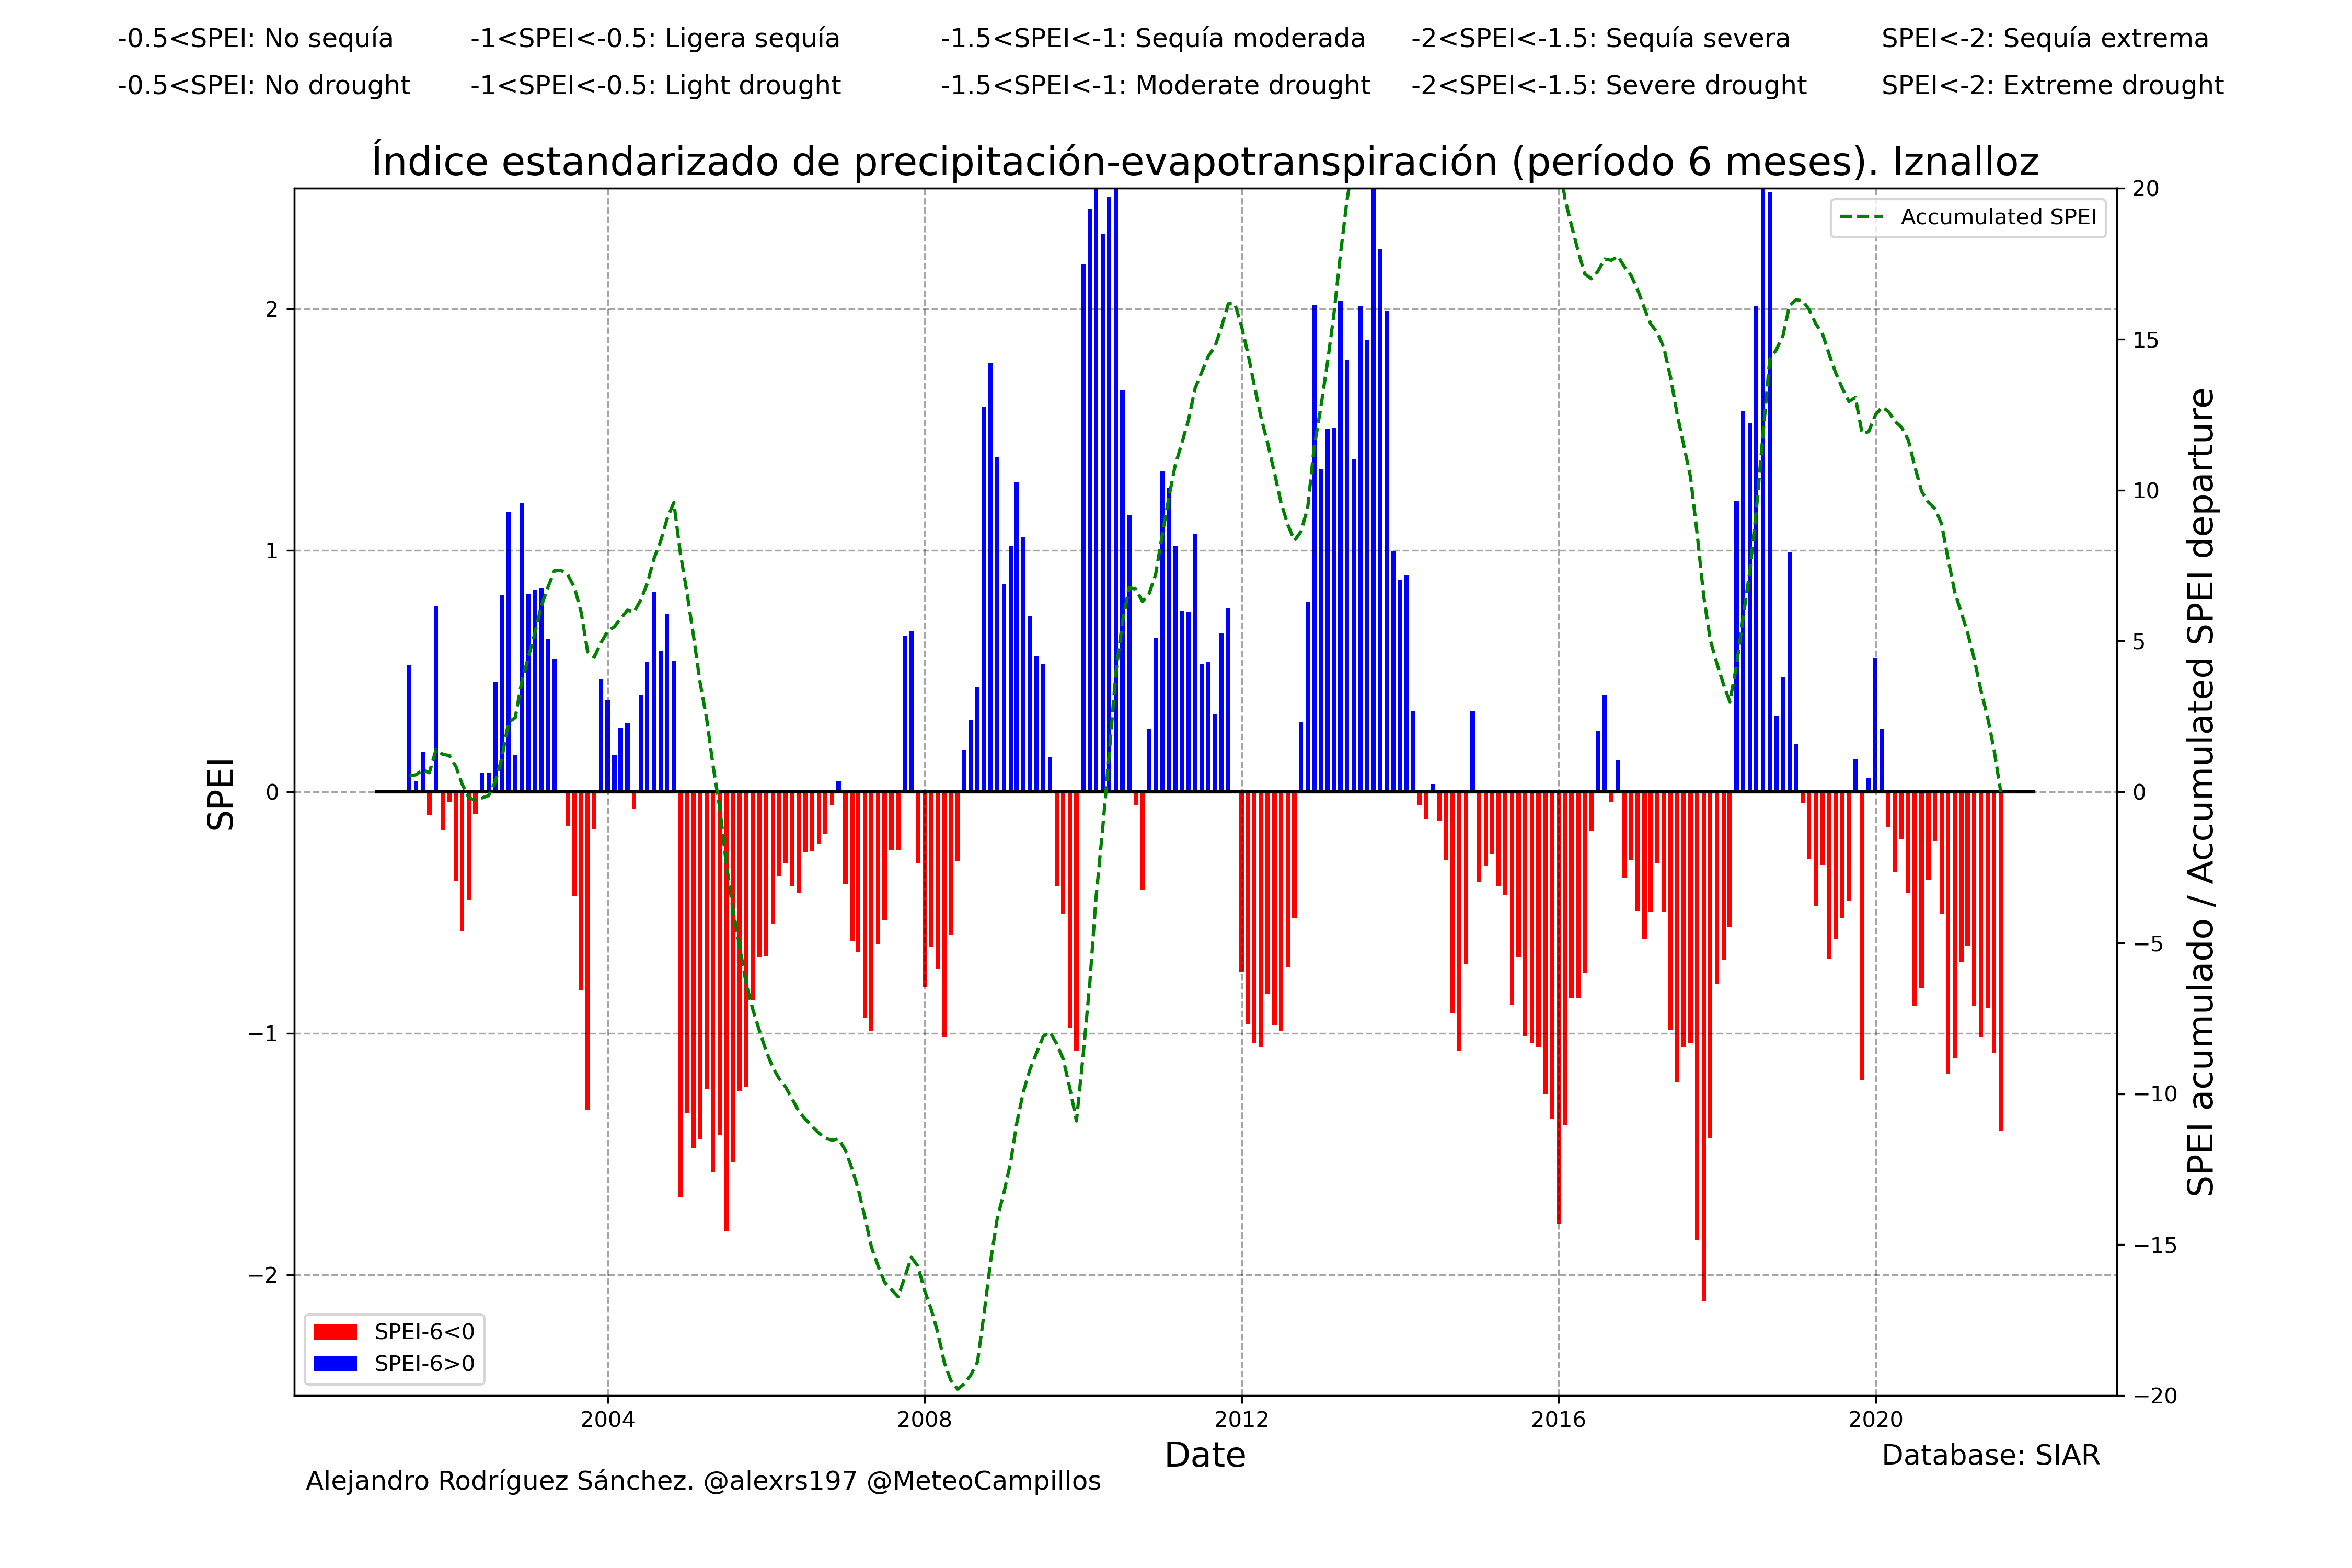 -0.5<SPEI: No sequía -1<SPEI<-0.5: Ligera sequía -1.5<SPEI<-1: Sequía moderada -2<SPEI<-1.5: Sequía severa SPEI<-2: Sequía extrema
-0.5<SPEI: No drought -1<SPEI<-0.5: Light drought -1.5<SPEI<-1: Moderate drought -2<SPEI<-1.5: Severe drought SPEI<-2: Extreme drought
Índice estandarizado de precipitación-evapotranspiración (período 6 meses). Iznalloz
Accumulated SPEI
SPEI
2
1
0
−1
−2
20
15
10
5
0
−5
−10
−15
−20
SPEI acumulado / Accumulated SPEI departure
SPEI-6<0
SPEI-6>0
2004 2008 2012 2016 2020
Date
Database: SIAR
Alejandro Rodríguez Sánchez. @alexrs197 @MeteoCampillos